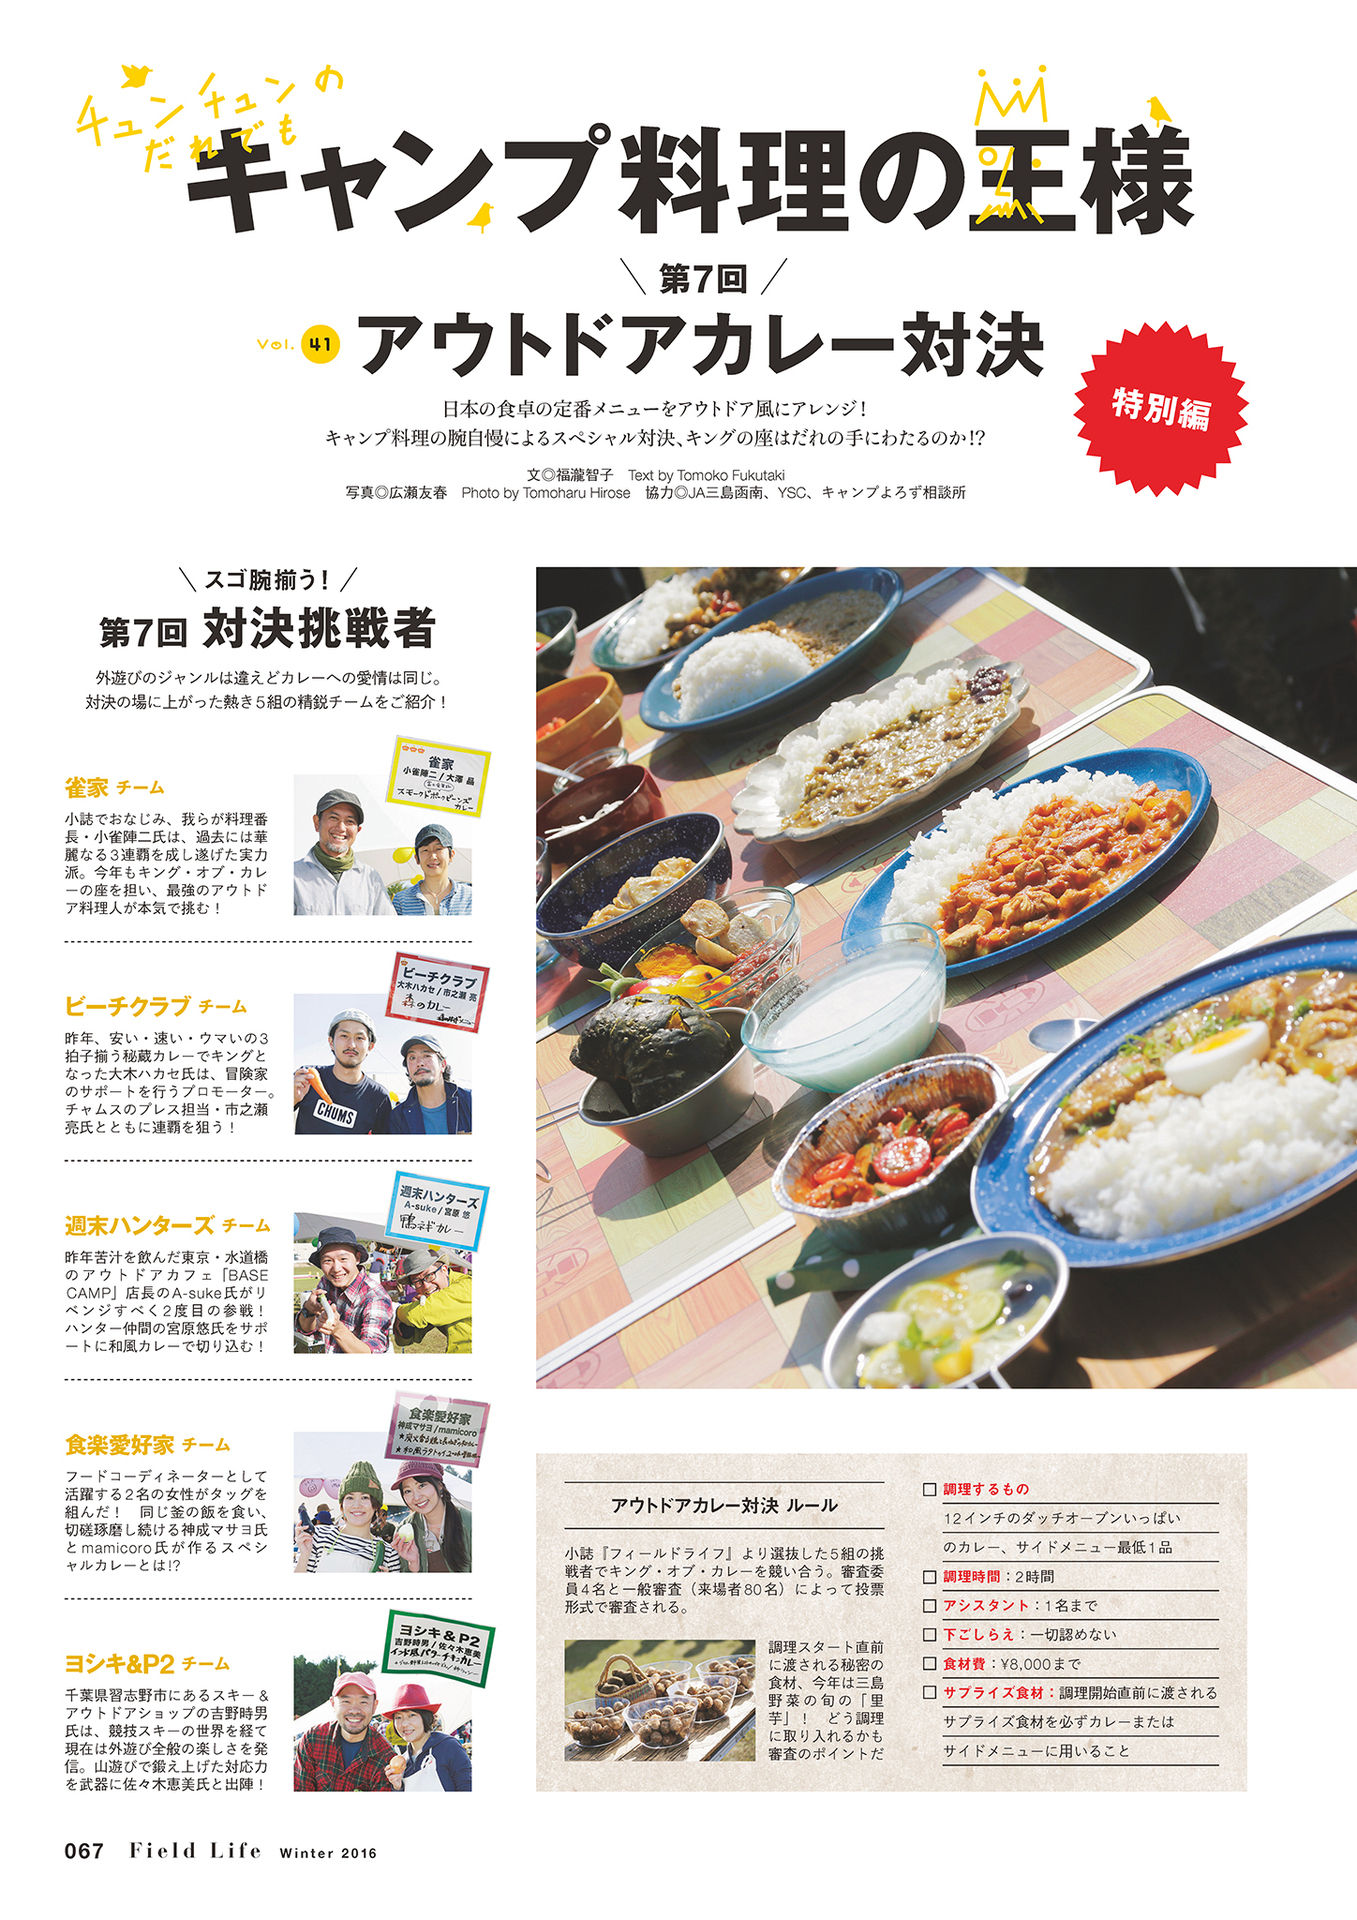 チュンチュンの
だれでも
キャンプ料理の王様
第7回
vol. 41 アウトドアカレー対決
特別編
日本の食卓の定番メニューをアウトドア風にアレンジ！
キャンプ料理の腕自慢によるスペシャル対決、キングの座はだれの手にわたるのか!?
文◎福瀧智子　Text by Tomoko Fukutaki
写真◎広瀬友春　Photo by Tomoharu Hirose　協力◎JA三島函南、YSC、キャンプよろず相談所
スゴ腕揃う！
第7回 対決挑戦者
外遊びのジャンルは違えどカレーへの愛情は同じ。
対決の場に上がった熱き5組の精鋭チームをご紹介！
雀家 チーム
小誌でおなじみ、我らが料理番
長・小雀陣二氏は、過去には華
麗なる3連覇を成し遂げた実力
派。今年もキング・オブ・カレ
ーの座を担い、最強のアウトド
ア料理人が本気で挑む！
雀家
小雀陣二/大澤 晶
スモークドポークビーンズ
カレー
ビーチクラブ チーム
昨年、安い・速い・ウマいの3
拍子揃う秘蔵カレーでキングと
なった大木ハカセ氏は、冒険家
のサポートを行うプロモーター。
チャムスのプレス担当・市之瀬
亮氏とともに連覇を狙う！
ビーチクラブ
大木ハカセ/市之瀬 亮
森のカレー
CHUMS
週末ハンターズ チーム
昨年苦汁を飲んだ東京・水道橋
のアウトドアカフェ「BASE
CAMP」店長のA-suke氏がリ
ベンジすべく2度目の参戦！
ハンター仲間の宮原悠氏をサポ
ートに和風カレーで切り込む！
週末ハンターズ
A-suke/宮原 悠
鴨ネギカレー
食楽愛好家 チーム
フードコーディネーターとして
活躍する2名の女性がタッグを
組んだ！　同じ釜の飯を食い、
切磋琢磨し続ける神成マサヨ氏
とmamicoro氏が作るスペシ
ャルカレーとは!?
食楽愛好家
神成マサヨ/mamicoro
ヨシキ&P2 チーム
千葉県習志野市にあるスキー＆
アウトドアショップの吉野時男
氏は、競技スキーの世界を経て
現在は外遊び全般の楽しさを発
信。山遊びで鍛え上げた対応力
を武器に佐々木恵美氏と出陣！
ヨシキ&P2
吉野時男/佐々木恵美
インド風バターチキンカレー
アウトドアカレー対決 ルール
小誌『フィールドライフ』より選抜した5組の挑
戦者でキング・オブ・カレーを競い合う。審査委
員4名と一般審査（来場者80名）によって投票
形式で審査される。
調理スタート直前
に渡される秘密の
食材、今年は三島
野菜の旬の「里
芋」！　どう調理
に取り入れるかも
審査のポイントだ
□ 調理するもの
12インチのダッチオーブンいっぱい
のカレー、サイドメニュー最低1品
□ 調理時間：2時間
□ アシスタント：1名まで
□ 下ごしらえ：一切認めない
□ 食材費：¥8,000まで
□ サプライズ食材：調理開始直前に渡される
サプライズ食材を必ずカレーまたは
サイドメニューに用いること
067 Field Life Winter 2016